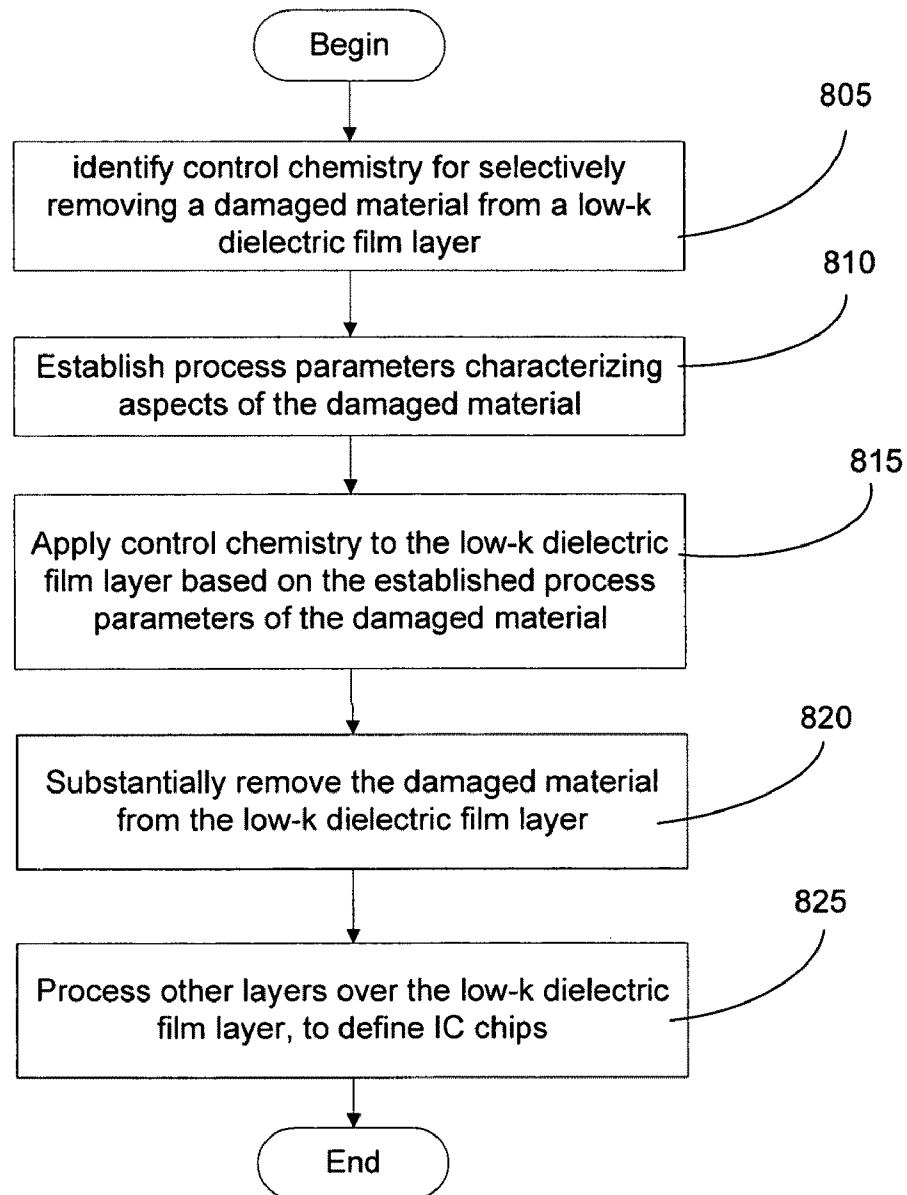 Begin
805
identify control chemistry for selectively
removing a damaged material from a low-k
dielectric film layer
810
Establish process parameters characterizing
aspects of the damaged material
815
Apply control chemistry to the low-k dielectric
film layer based on the established process
parameters of the damaged material
820
Substantially remove the damaged material
from the low-k dielectric film layer
825
Process other layers over the low-k dielectric
film layer, to define IC chips
End